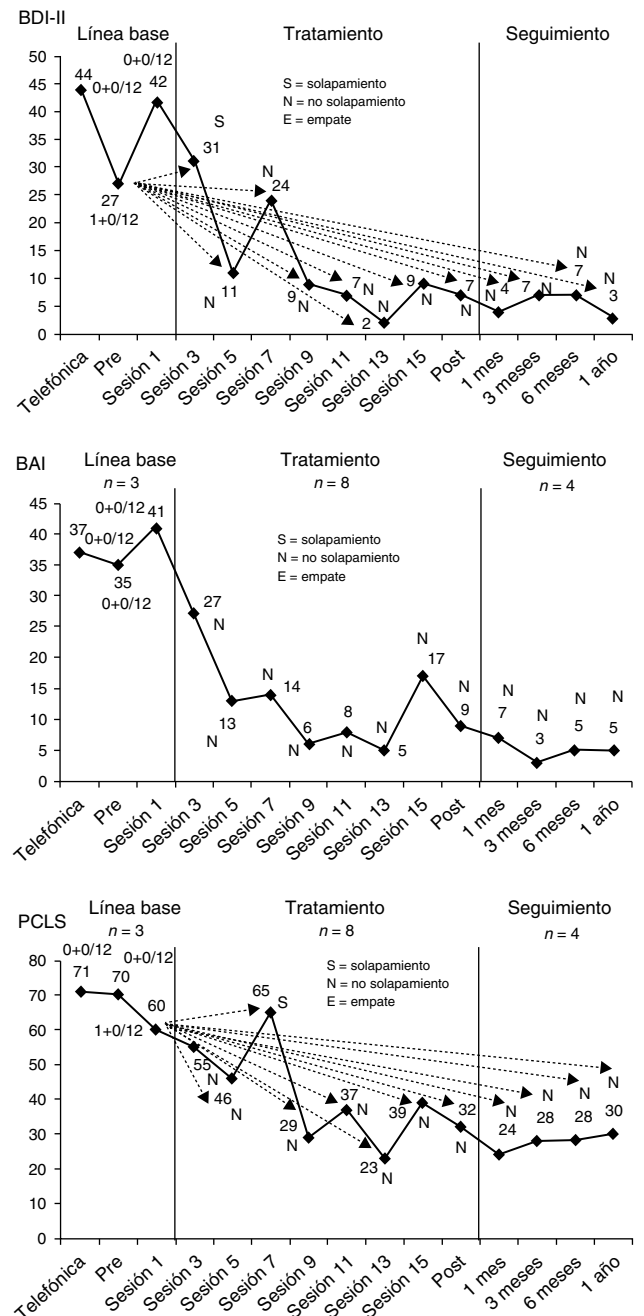 BDI-II
Línea base Tratamiento Seguimiento
0+0/12
50
45
40
35
30
25
20
15
10
5
0
44 0+0/12 42
S = solapamiento
N = no solapamiento
E = empate
S
31
27
1+0/12
N
24
11
N
9
N
7
N
2
N
9
N
7
N
N
4
7
N
N
7
N
3
Telefónica Pre Sesión 1 Sesión 3 Sesión 5 Sesión 7 Sesión 9 Sesión 11 Sesión 13 Sesión 15 Post 1 mes 3 meses 6 meses 1 año
BAI
Línea base Tratamiento Seguimiento
n = 3 n = 8 n = 4
45
40
35
30
25
20
15
10
5
0
0+0/12
37 41
0+0/12
35
0+0/12
S = solapamiento
N = no solapamiento
E = empate
27
N
13
N
N
14
6
N
8
N
N
5
N
17
N
9
N
7
N
3
N
5
N
5
Telefónica Pre Sesión 1 Sesión 3 Sesión 5 Sesión 7 Sesión 9 Sesión 11 Sesión 13 Sesión 15 Post 1 mes 3 meses 6 meses 1 año
PCLS
Línea base Tratamiento Seguimiento
n = 3 n = 8 n = 4
80
70
60
50
40
30
20
10
0
0+0/12 0+0/12
71 70
60
1+0/12
S = solapamiento
N = no solapamiento
E = empate
55
N
46
N
65
S
29
N
37
N
23
N
39
N
32
N
N
24
N
28
N
28
N
30
Telefónica Pre Sesión 1 Sesión 3 Sesión 5 Sesión 7 Sesión 9 Sesión 11 Sesión 13 Sesión 15 Post 1 mes 3 meses 6 meses 1 año